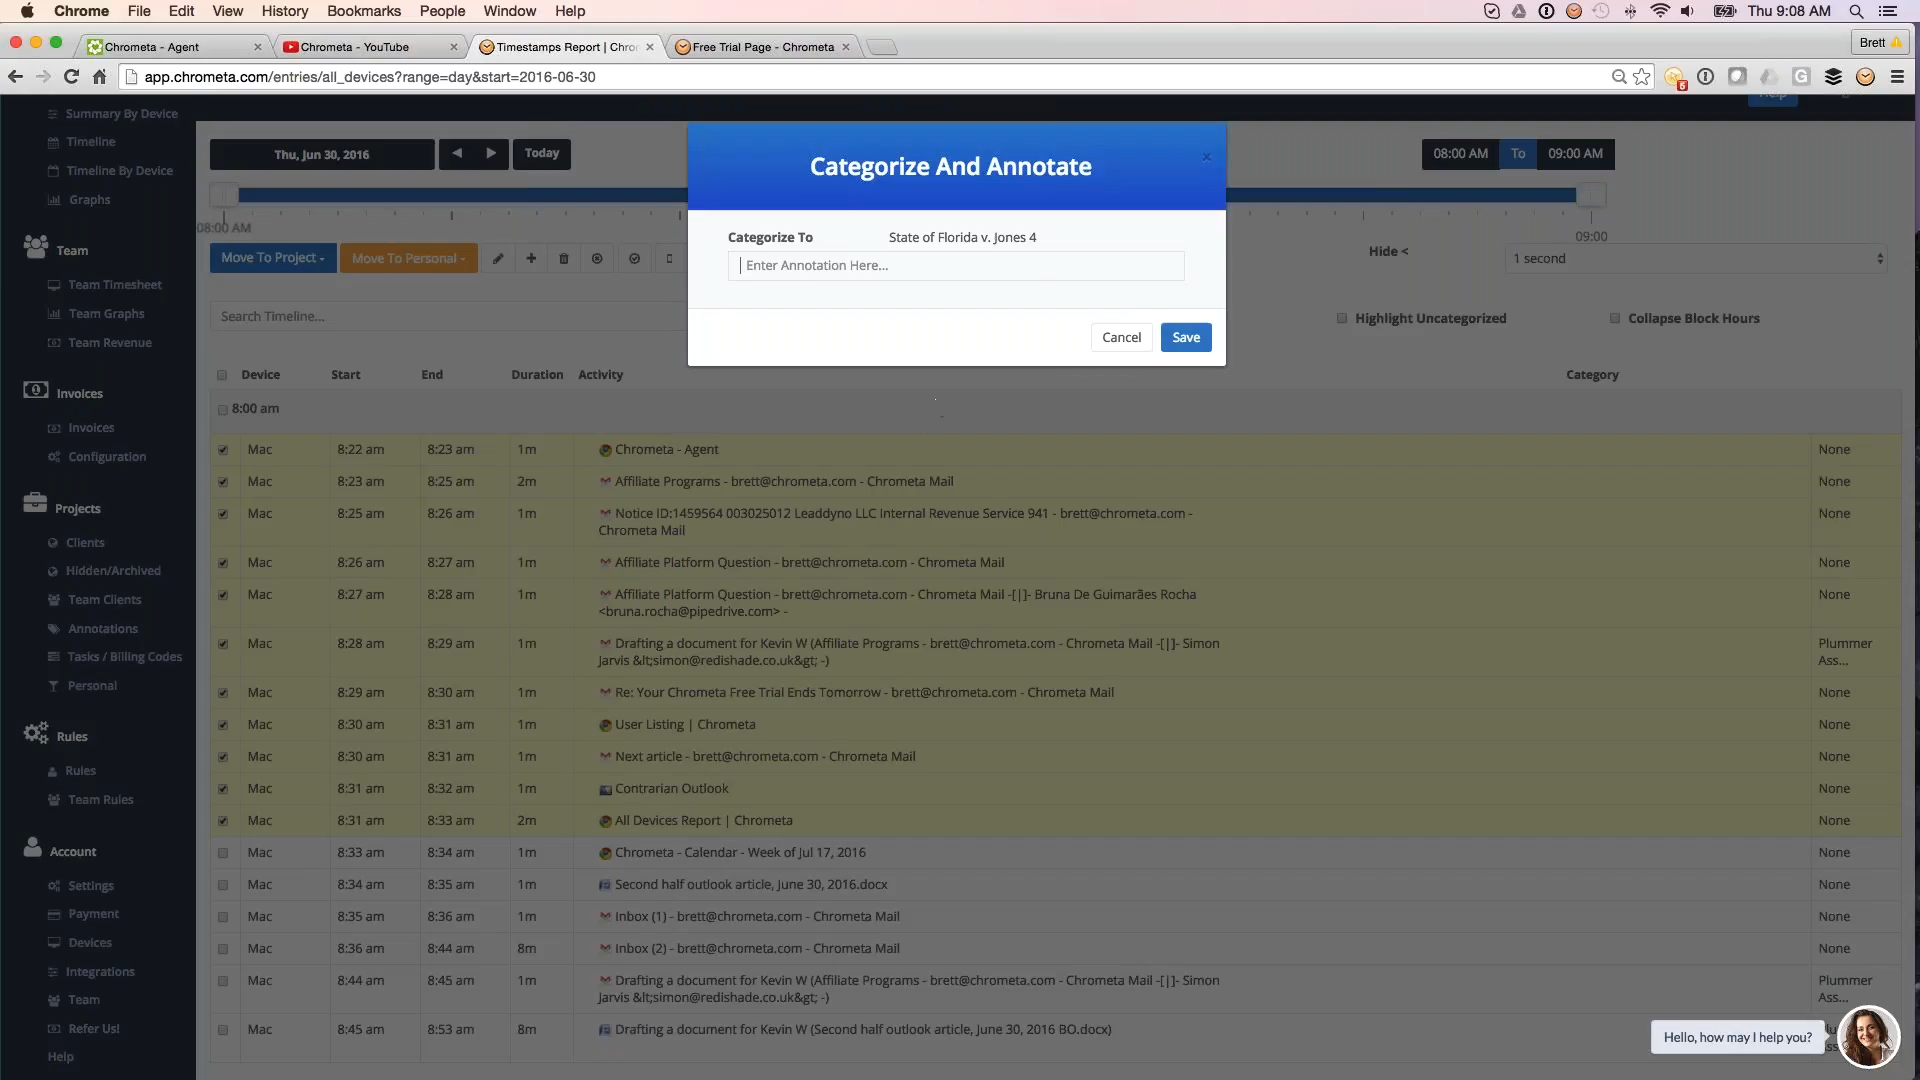 Chrome File Edit View History Bookmarks People Window Help Thu 9:08 AM
Chrometa - Agent Chrometa - YouTube Timestamps Report | Chro Free Trial Page - Chrometa Brett
app.chrometa.com/entries/all_devices?range=day&start=2016-06-30
Summary By Device
Timeline
Timeline By Device
Graphs
Team
Team Timesheet
Team Graphs
Team Revenue
Invoices
Invoices
Configuration
Projects
Clients
Hidden/Archived
Team Clients
Annotations
Tasks / Billing Codes
Personal
Rules
Rules
Team Rules
Account
Settings
Payment
Devices
Integrations
Team
Refer Us!
Help
Help
Thu, Jun 30, 2016 Today 08:00 AM To 09:00 AM
08:00 AM 09:00
Move To Project Move To Personal Hide < 1 second
Search Timeline... Highlight Uncategorized Collapse Block Hours
Categorize And Annotate
Categorize To State of Florida v. Jones 4
Enter Annotation Here...
Cancel Save
Device Start End Duration Activity Category
8:00 am
Mac 8:22 am 8:23 am 1m Chrometa - Agent None
Mac 8:23 am 8:25 am 2m Affiliate Programs - brett@chrometa.com - Chrometa Mail None
Mac 8:25 am 8:26 am 1m Notice ID:1459564 003025012 Leaddyno LLC Internal Revenue Service 941 - brett@chrometa.com - None
Chrometa Mail
Mac 8:26 am 8:27 am 1m Affiliate Platform Question - brett@chrometa.com - Chrometa Mail None
Mac 8:27 am 8:28 am 1m Affiliate Platform Question - brett@chrometa.com - Chrometa Mail -[|]- Bruna De Guimarães Rocha None
<bruna.rocha@pipedrive.com> -
Mac 8:28 am 8:29 am 1m Drafting a document for Kevin W (Affiliate Programs - brett@chrometa.com - Chrometa Mail -[|]- Simon Plummer
Jarvis &lt;simon@redishade.co.uk&gt; -) Ass...
Mac 8:29 am 8:30 am 1m Re: Your Chrometa Free Trial Ends Tomorrow - brett@chrometa.com - Chrometa Mail None
Mac 8:30 am 8:31 am 1m User Listing | Chrometa None
Mac 8:30 am 8:31 am 1m Next article - brett@chrometa.com - Chrometa Mail None
Mac 8:31 am 8:32 am 1m Contrarian Outlook None
Mac 8:31 am 8:33 am 2m All Devices Report | Chrometa None
Mac 8:33 am 8:34 am 1m Chrometa - Calendar - Week of Jul 17, 2016 None
Mac 8:34 am 8:35 am 1m Second half outlook article, June 30, 2016.docx None
Mac 8:35 am 8:36 am 1m Inbox (1) - brett@chrometa.com - Chrometa Mail None
Mac 8:36 am 8:44 am 8m Inbox (2) - brett@chrometa.com - Chrometa Mail None
Mac 8:44 am 8:45 am 1m Drafting a document for Kevin W (Affiliate Programs - brett@chrometa.com - Chrometa Mail -[|]- Simon Plummer
Jarvis &lt;simon@redishade.co.uk&gt; -) Ass...
Mac 8:45 am 8:53 am 8m Drafting a document for Kevin W (Second half outlook article, June 30, 2016 BO.docx)
Hello, how may I help you?